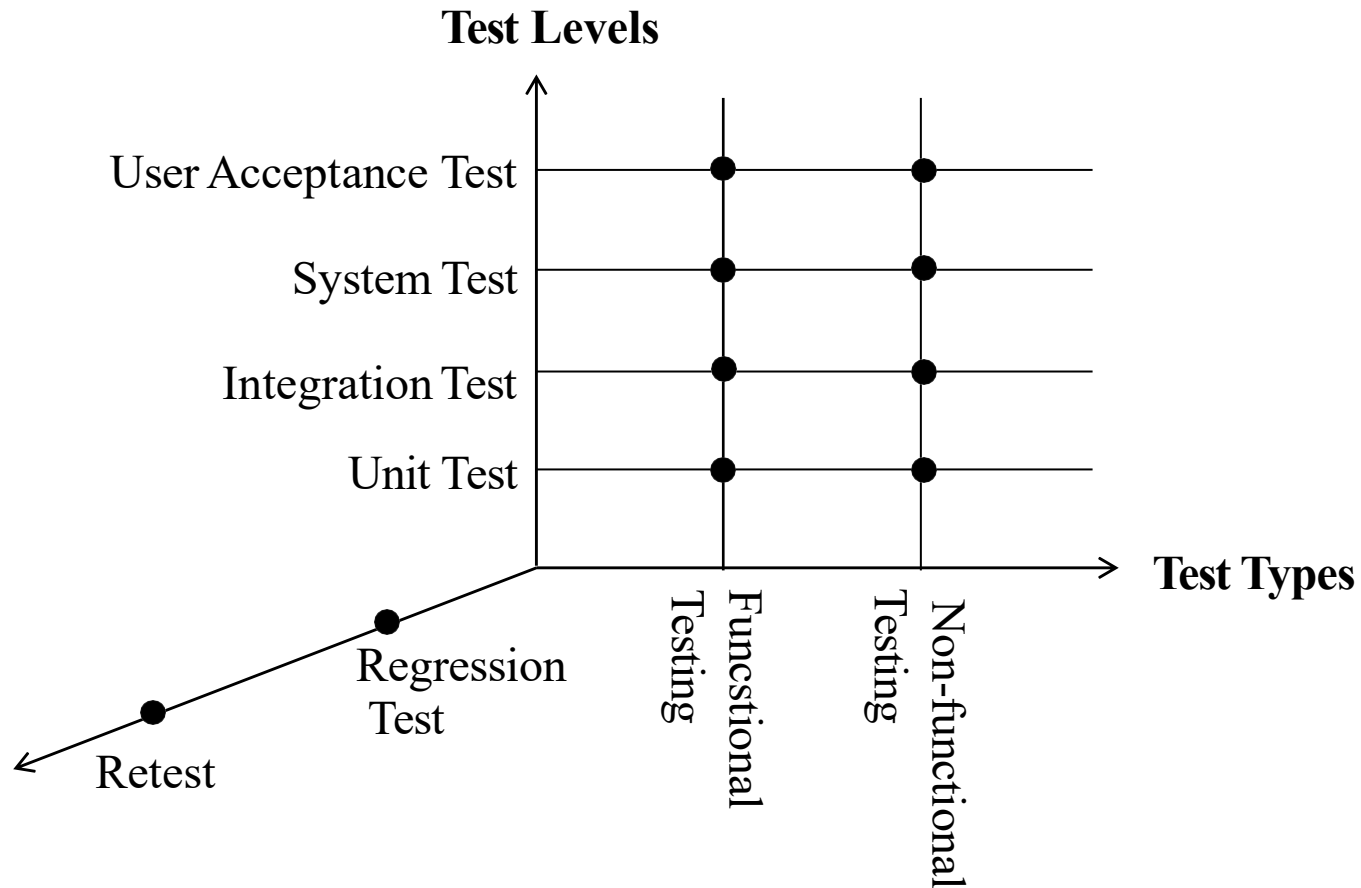 Test Levels
User Acceptance Test
System Test
Integration Test
Unit Test
Test Types
Regression
Test
Retest
Funcstional
Testing
Non-functional
Testing